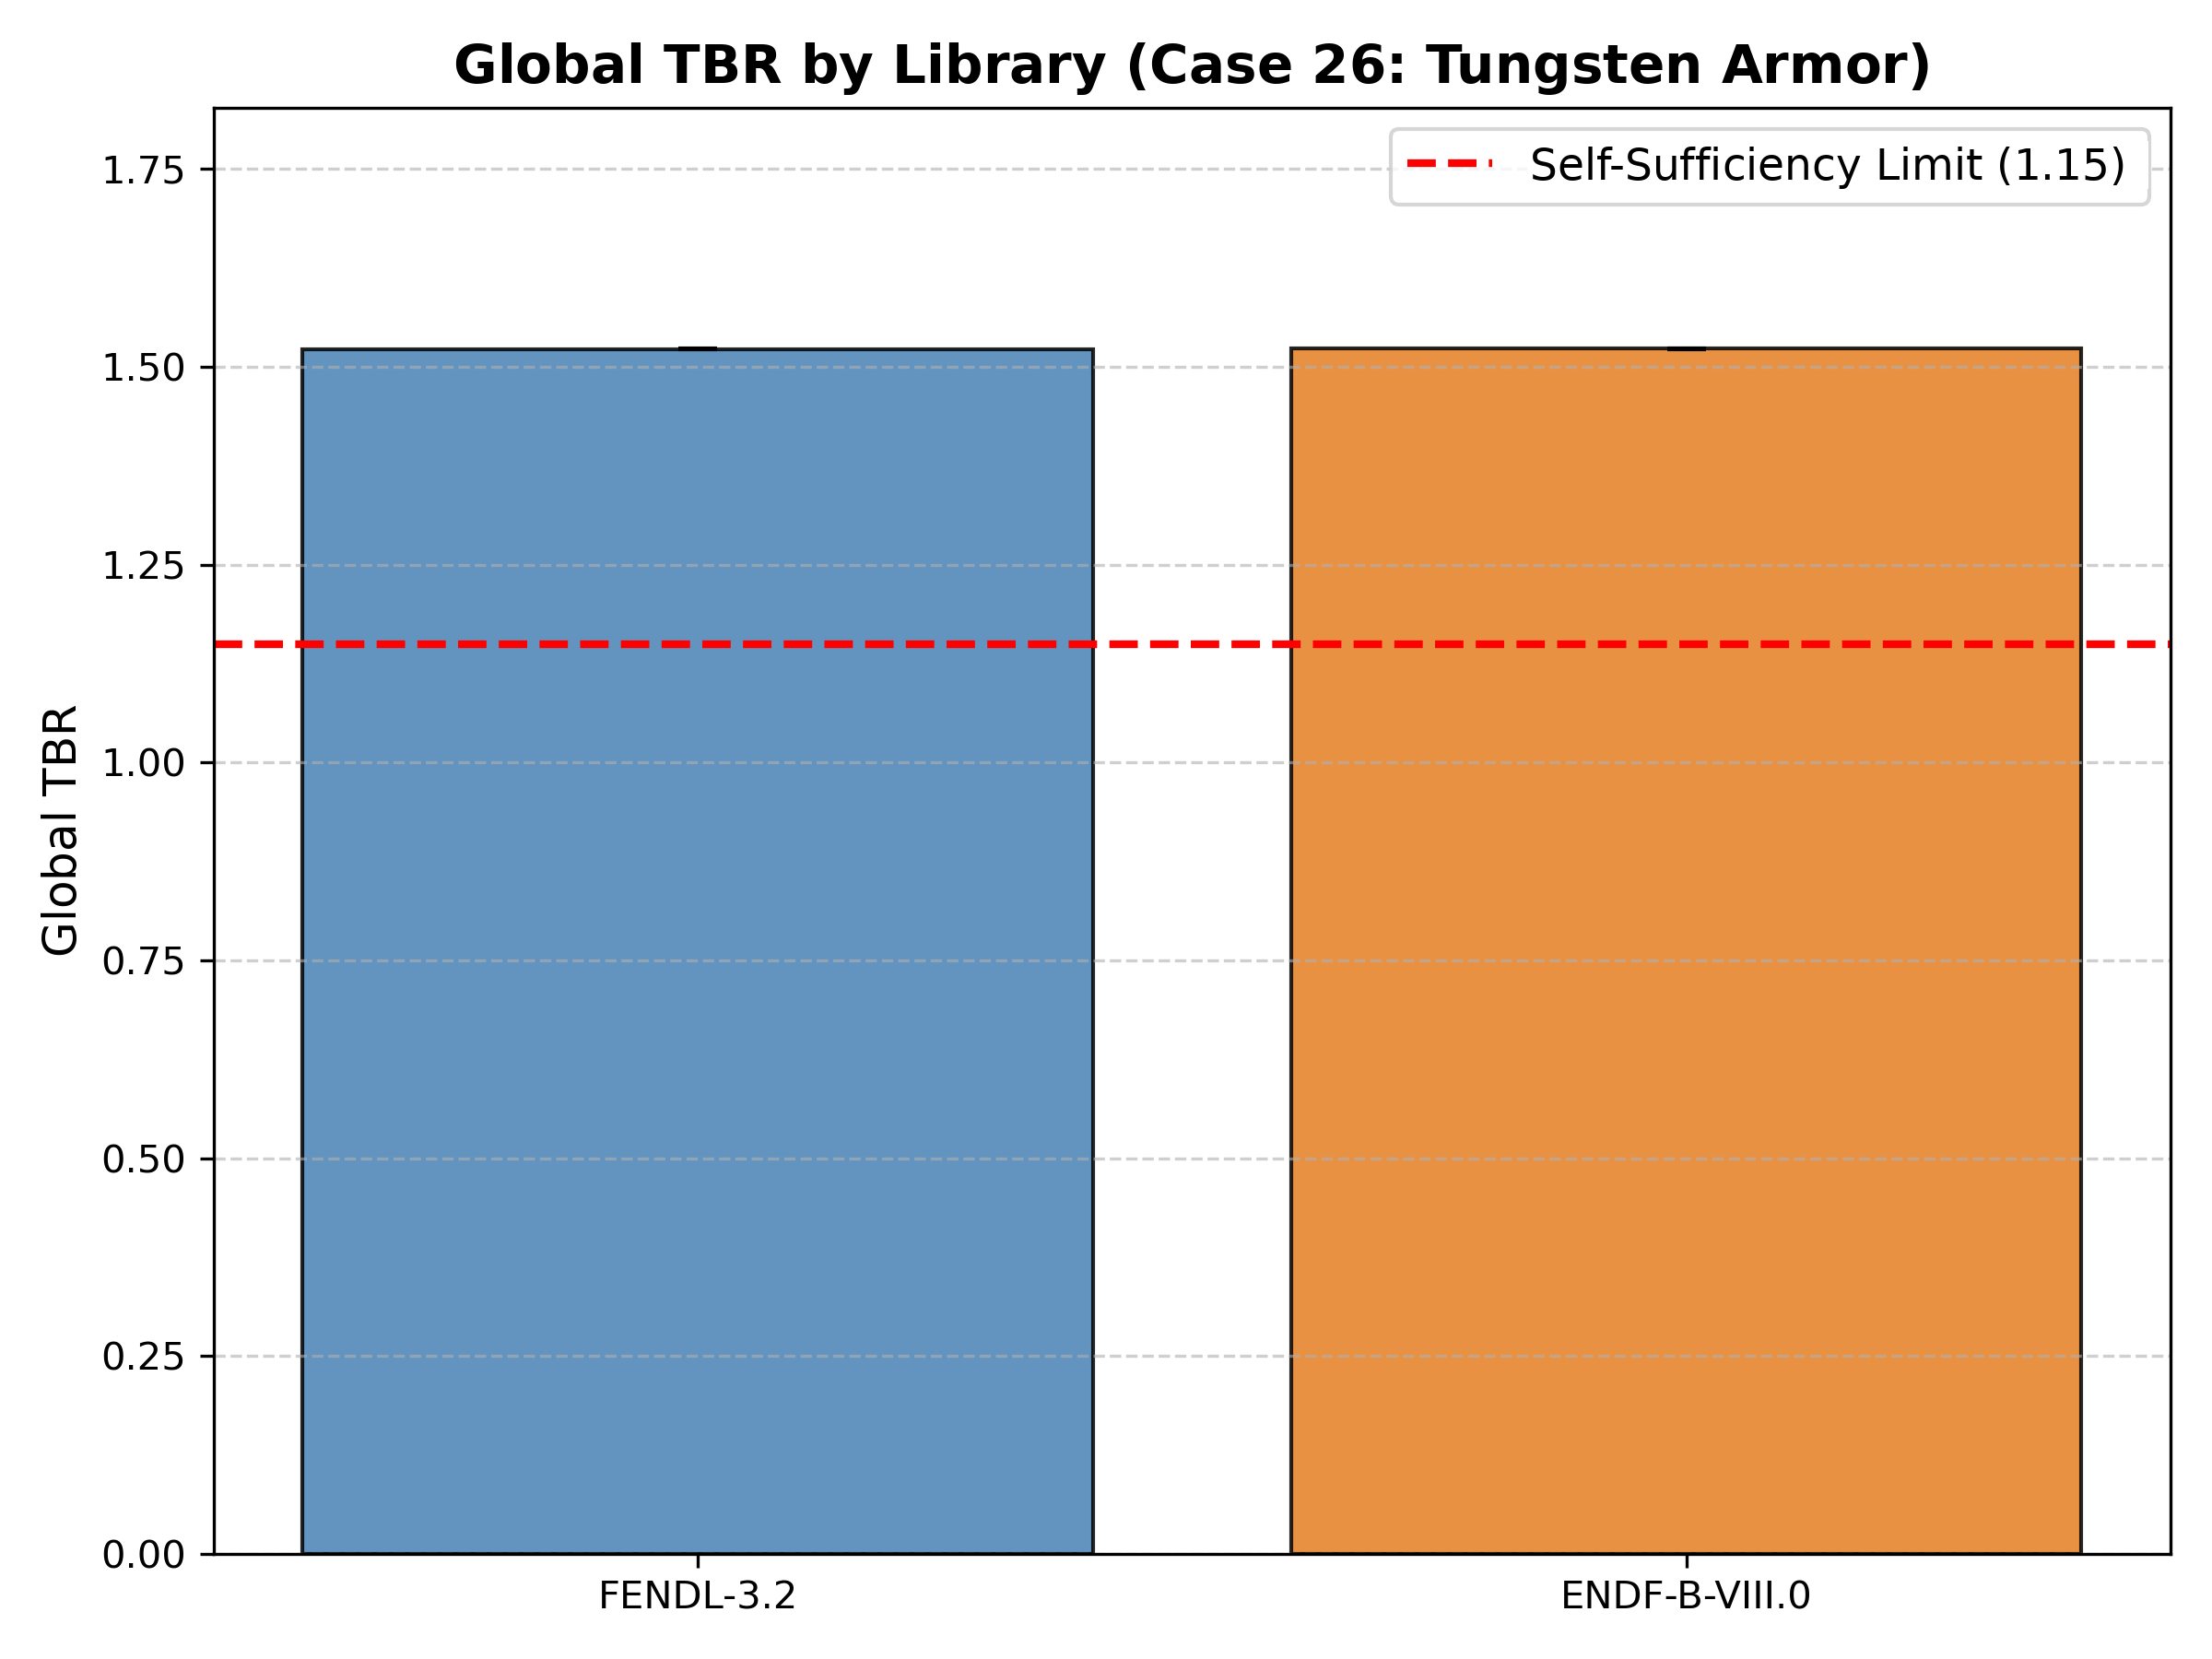 Global TBR by Library (Case 26: Tungsten Armor)
Self-Sufficiency Limit (1.15)
Global TBR
1.75
1.50
1.25
1.00
0.75
0.50
0.25
0.00
FENDL-3.2
ENDF-B-VIII.0